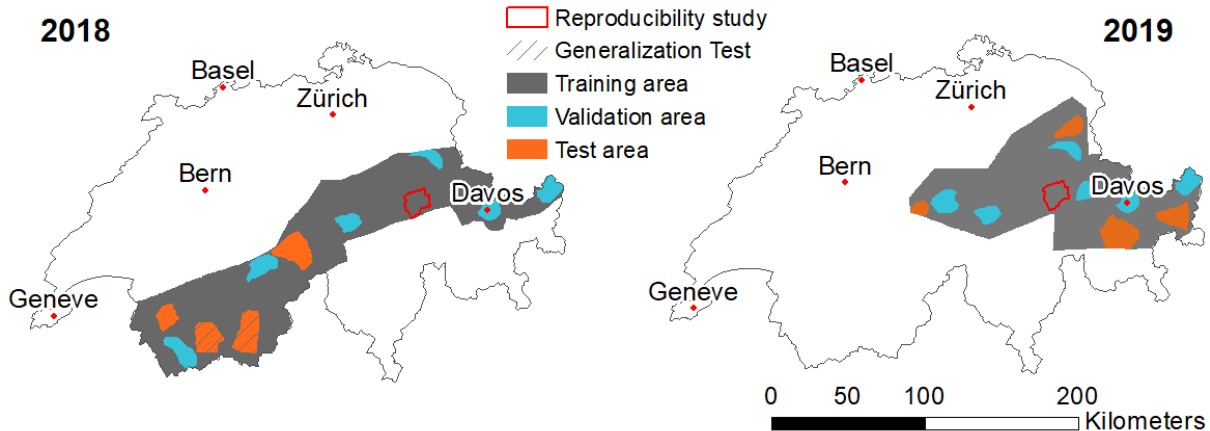 2018
Reproducibility study
Generalization Test
Training area
Validation area
Test area
2019
Basel
Zürich
Bern
Davos
Geneve
Basel
Zürich
Bern
Davos
Geneve
0 50 100 200
Kilometers